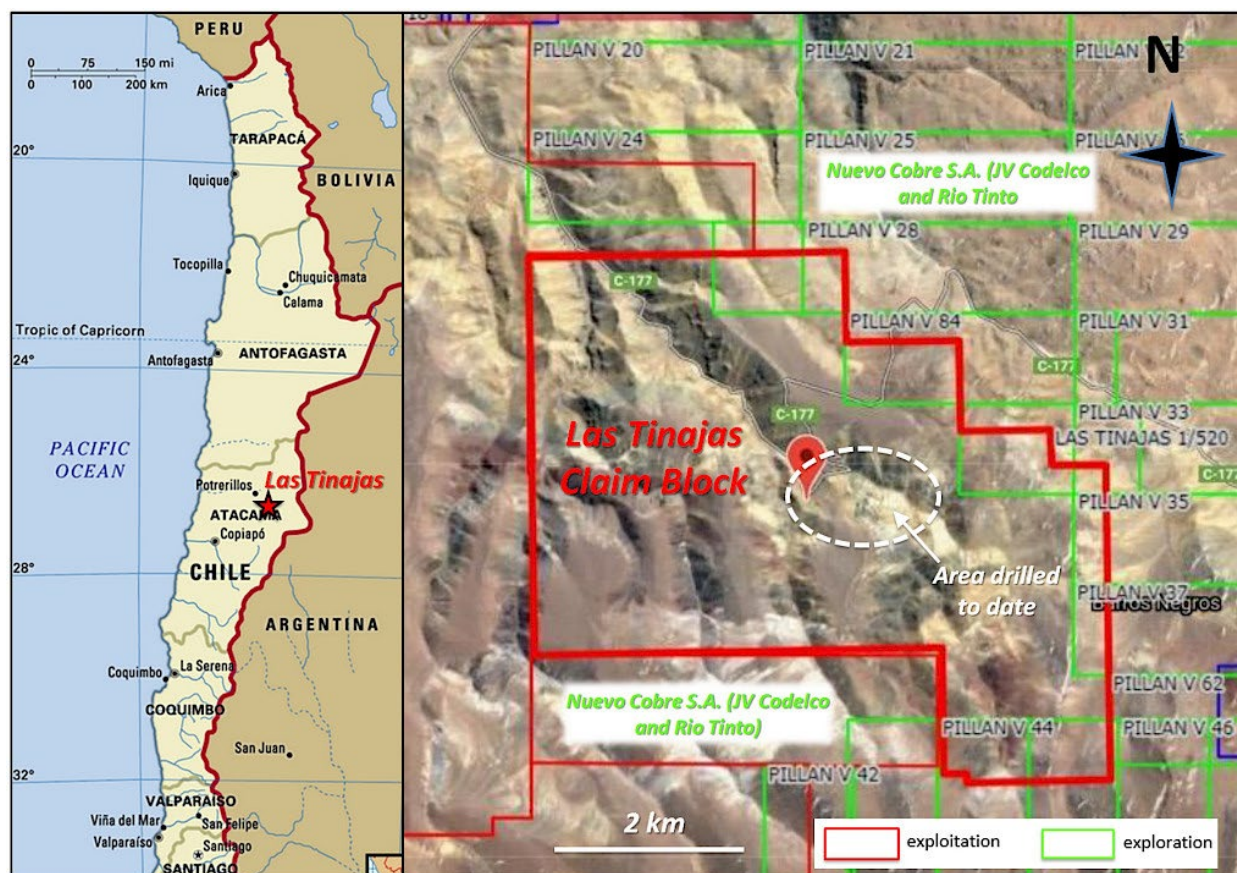 PERU
0 75 150 mi
0 100 200 km
Arica
TARAPACÁ
20°
Iquique
BOLIVIA
Tocopilla
Chuquicamata
Calama
Tropic of Capricorn
ANTOFAGASTA
Antofagasta
24°
PACIFIC
OCEAN
Las Tinajas
Potrerillos
ATACAMA
Copiapó
28°
CHILE
ARGENTINA
La Serena
Coquimbo
COQUIMBO
San Juan
32°
VALPARAÍSO
Viña del Mar
San Felipe
Valparaíso
Santiago
SANTIAGO
PILLAN V 20
PILLAN V 21
N
PILLAN V 24
PILLAN V 25
Nuevo Cobre S.A. (JV Codelco
and Rio Tinto
PILLAN V 28
PILLAN V 29
C-177
PILLAN V 84
PILLAN V 31
C-177
PILLAN V 33
C-177
Las Tinajas
Claim Block
LAS TINAJAS 1/520
C-177
PILLAN V 35
Area drilled
to date
PILLAN V 37
Barros Negros
Nuevo Cobre S.A. (JV Codelco
and Rio Tinto)
PILLAN V 62
PILLAN V 44
PILLAN V 46
PILLAN V 42
2 km
exploitation
exploration